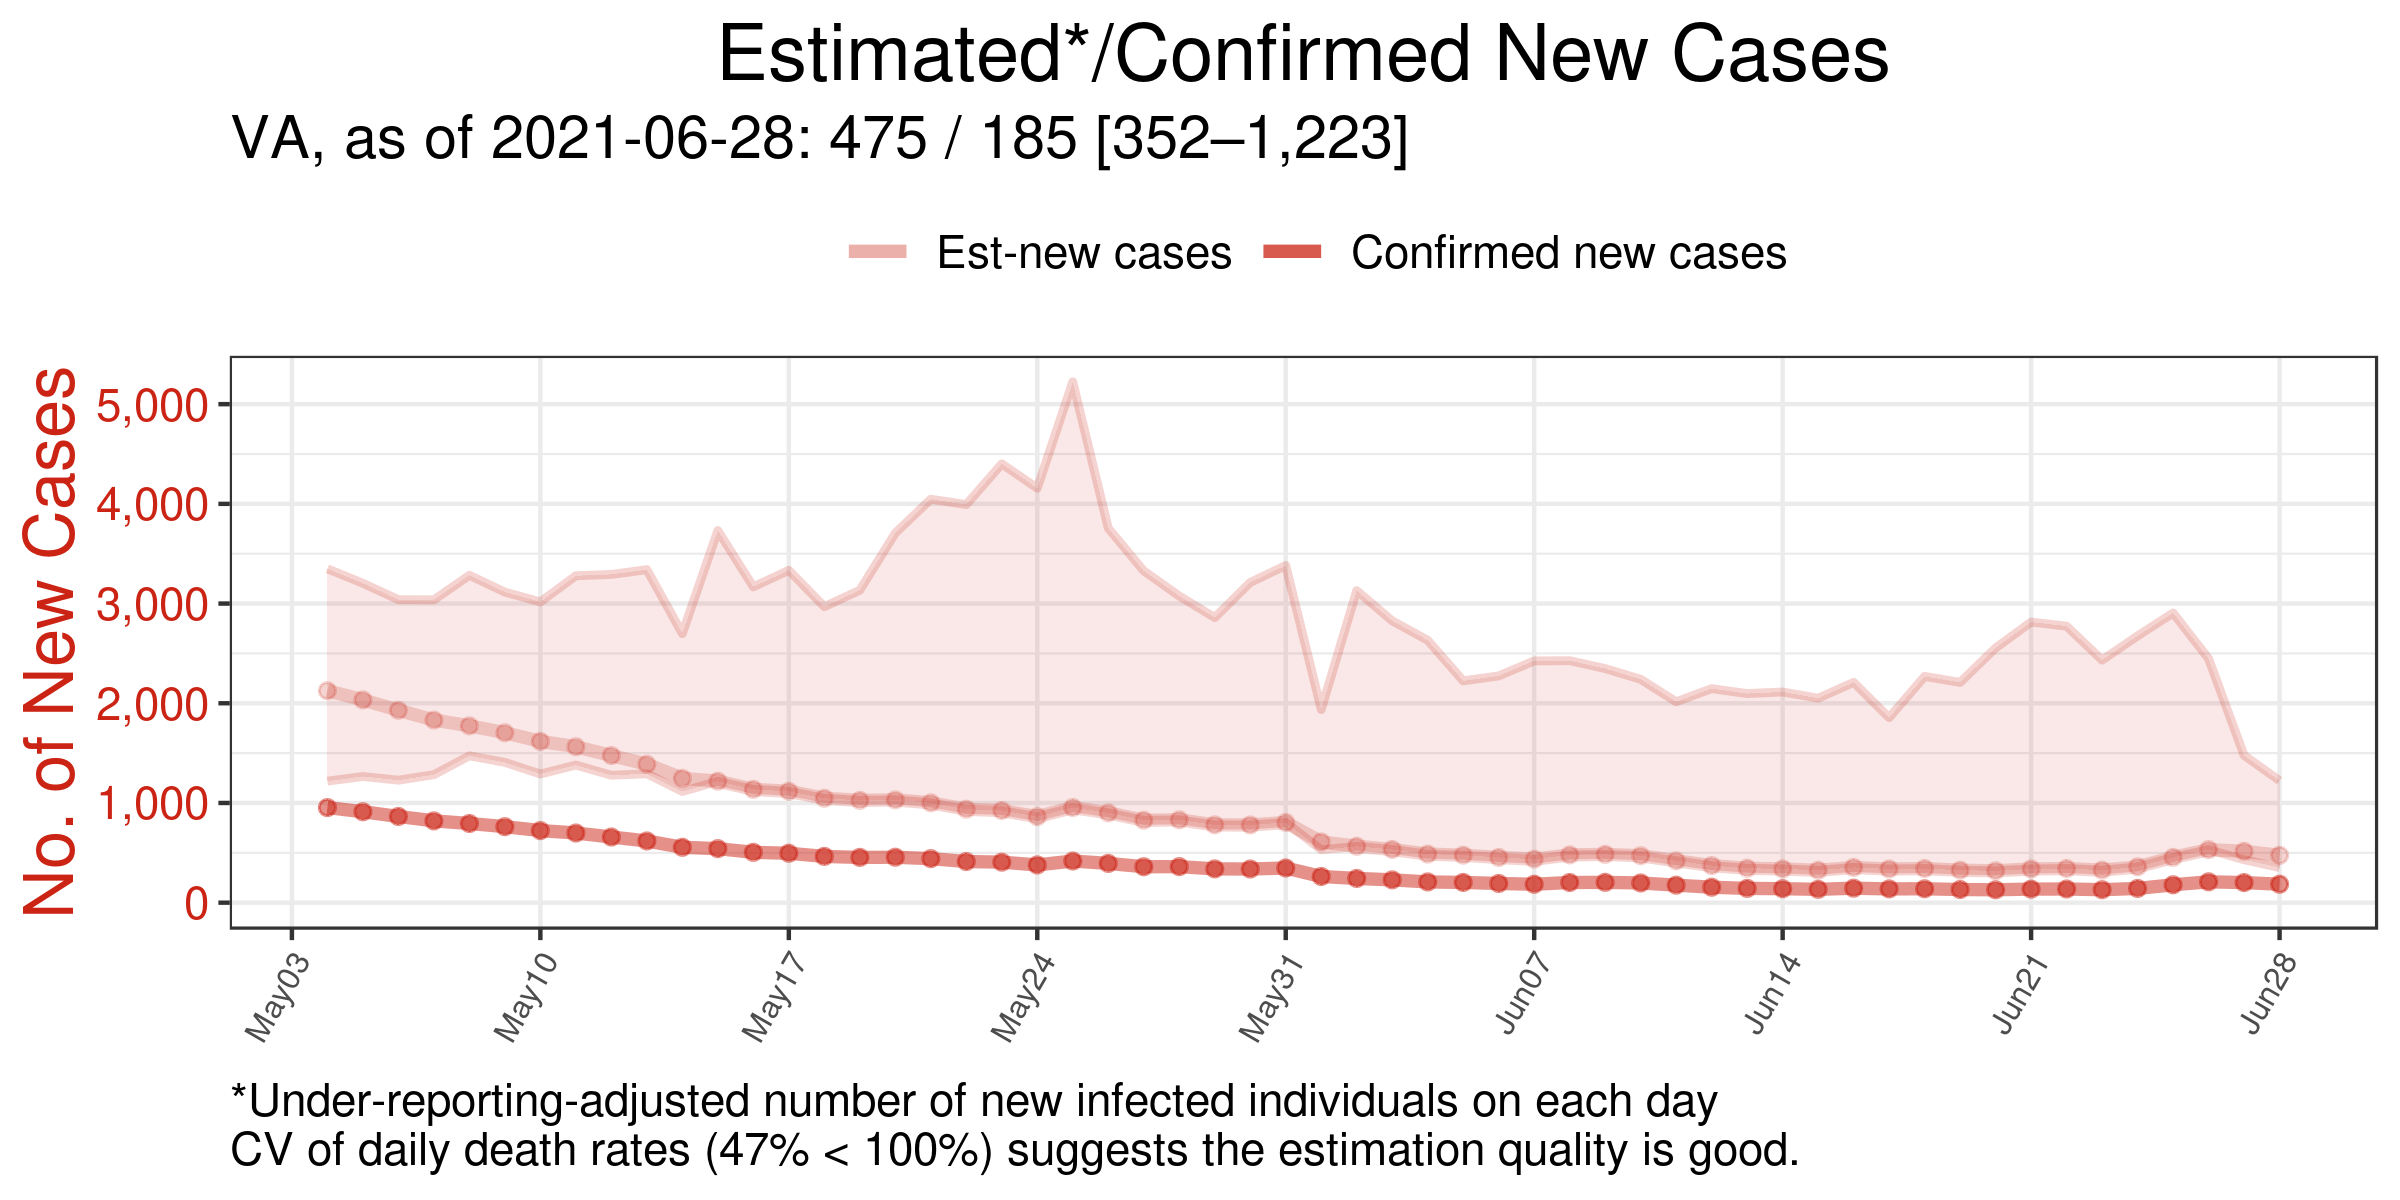 Estimated*/Confirmed New Cases
VA, as of 2021-06-28: 475 / 185 [352–1,223]
Est-new cases
Confirmed new cases
No. of New Cases
5,000
4,000
3,000
2,000
1,000
0
May03
May10
May17
May24
May31
Jun07
Jun14
Jun21
Jun28
*Under-reporting-adjusted number of new infected individuals on each day
CV of daily death rates (47% < 100%) suggests the estimation quality is good.